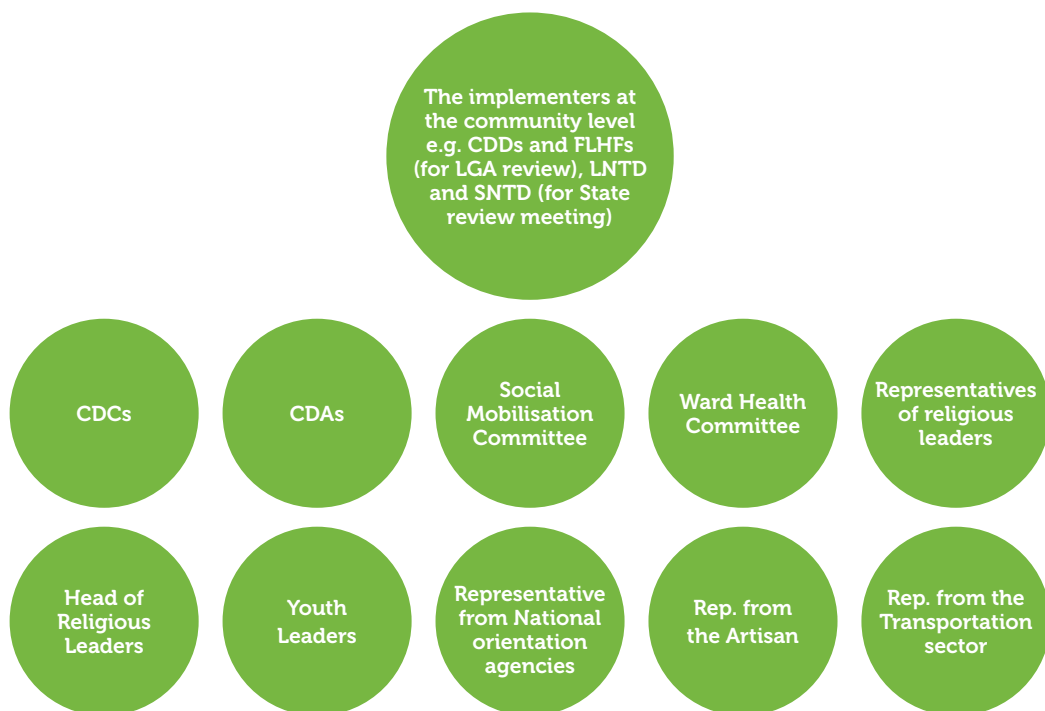 The implementers at
the community level
e.g. CDDs and FLHFs
(for LGA review), LNTD
and SNTD (for State
review meeting)
CDCs
CDAs
Social
Mobilisation
Committee
Ward Health
Committee
Representatives
of religious
leaders
Head of
Religious
Leaders
Youth
Leaders
Representative
from National
orientation
agencies
Rep. from
the Artisan
Rep. from the
Transportation
sector